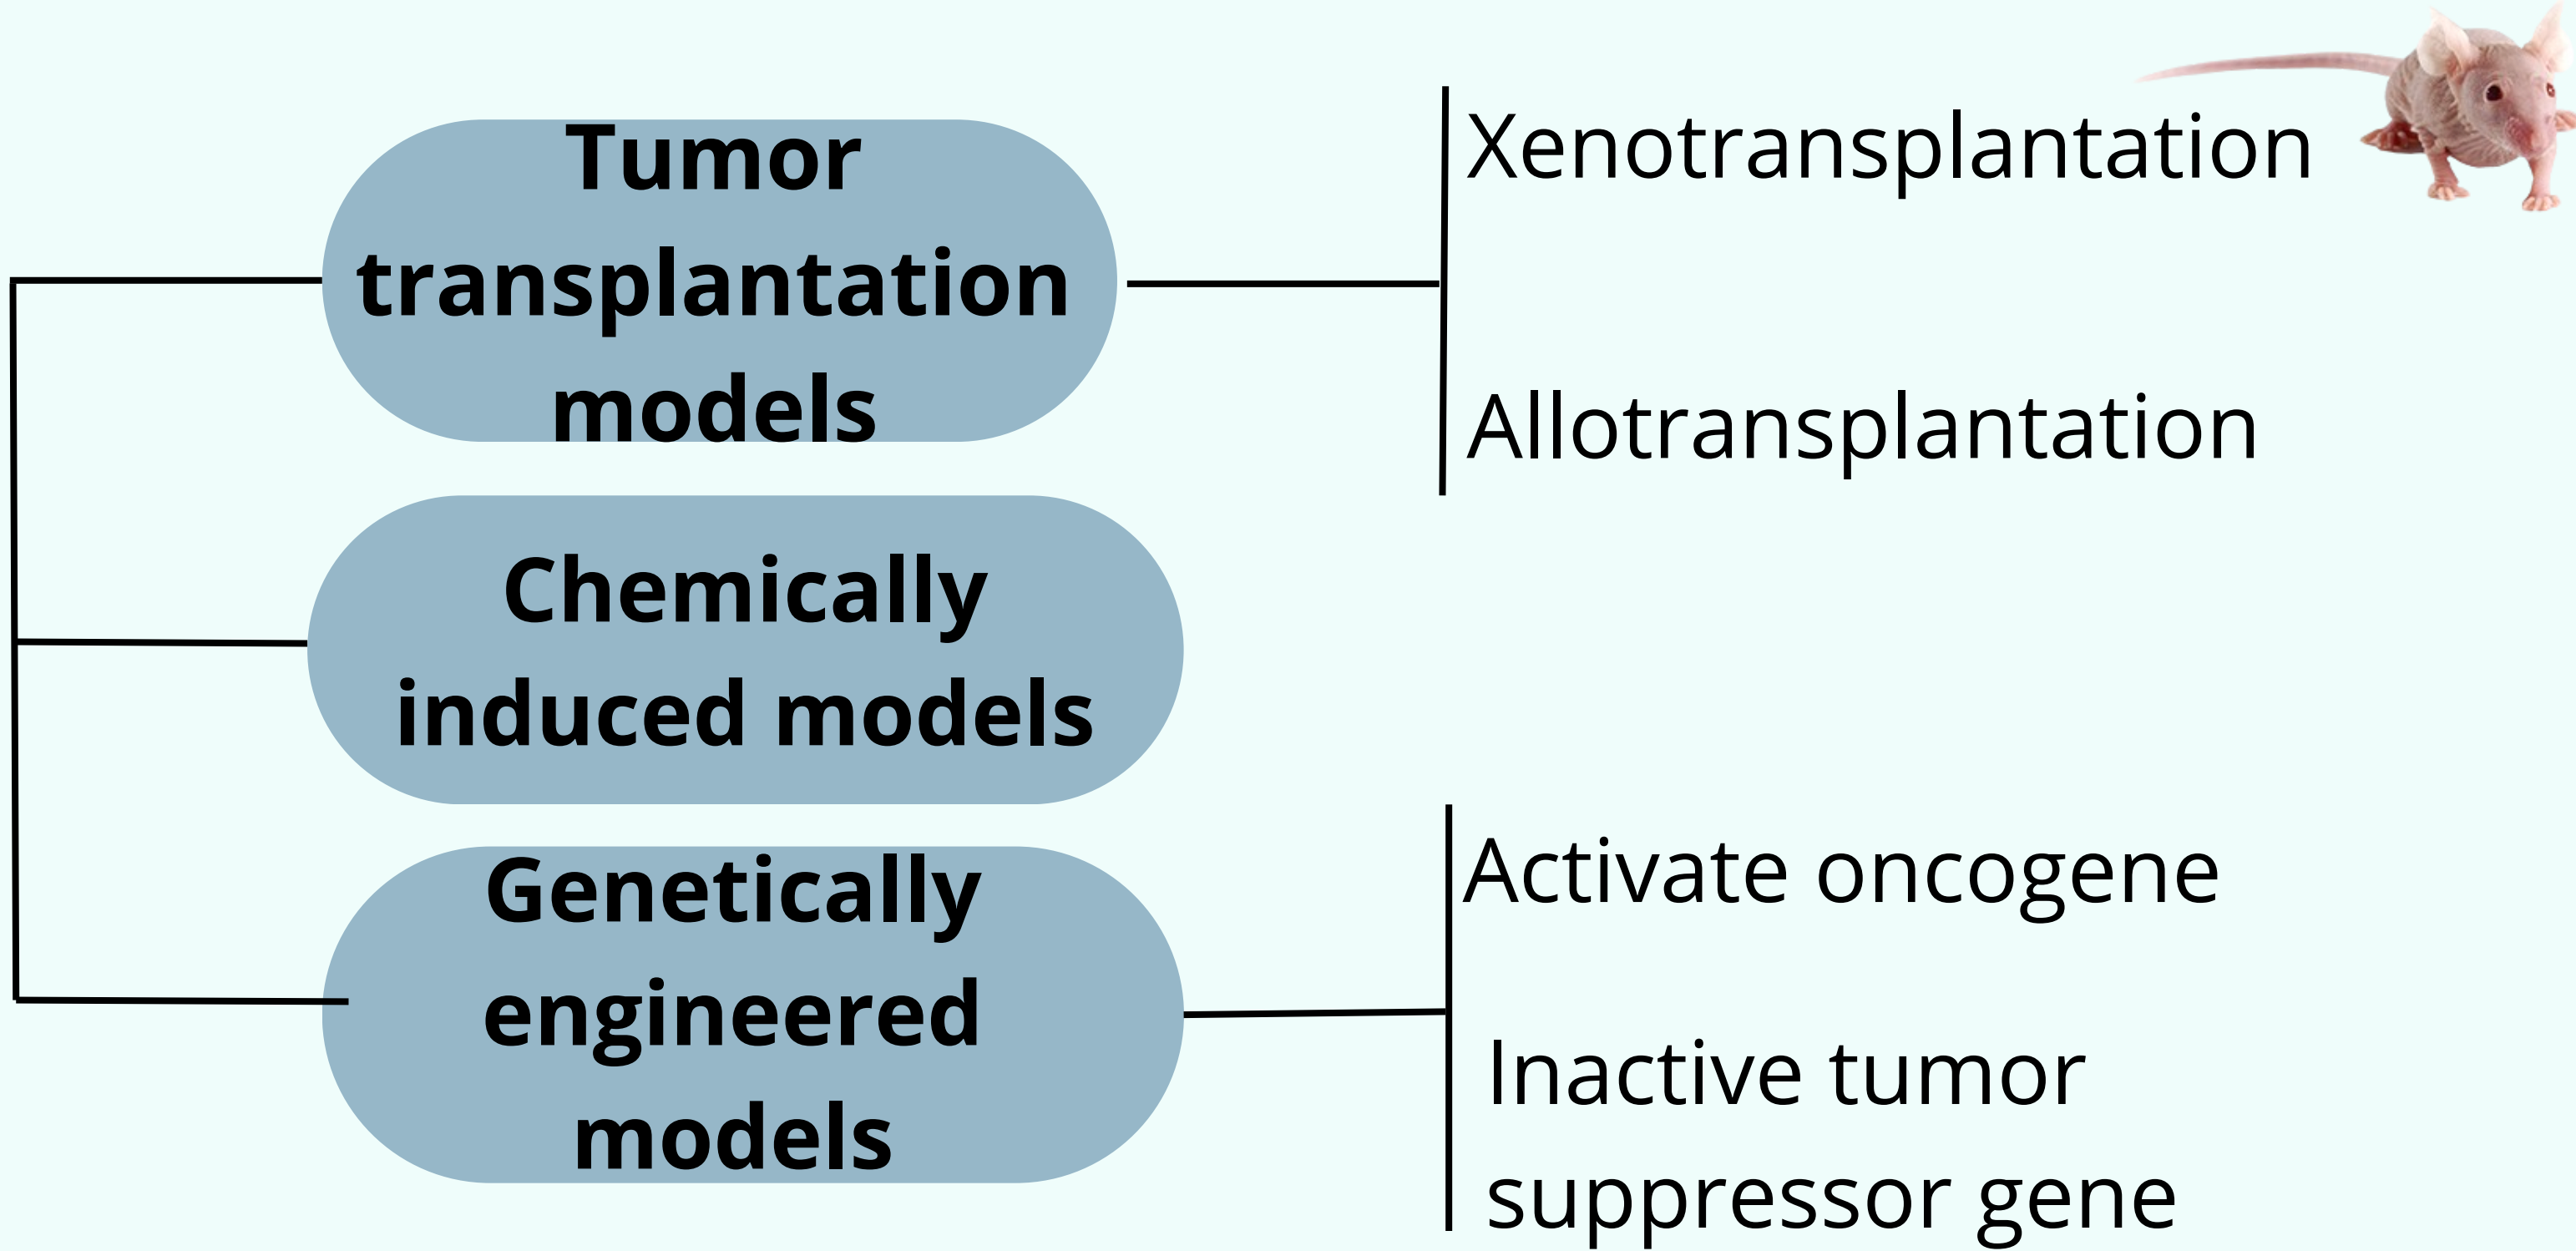 Tumor
transplantation
models
Xenotransplantation
Allotransplantation
Chemically
induced models
Genetically
engineered
models
Activate oncogene
Inactive tumor
suppressor gene